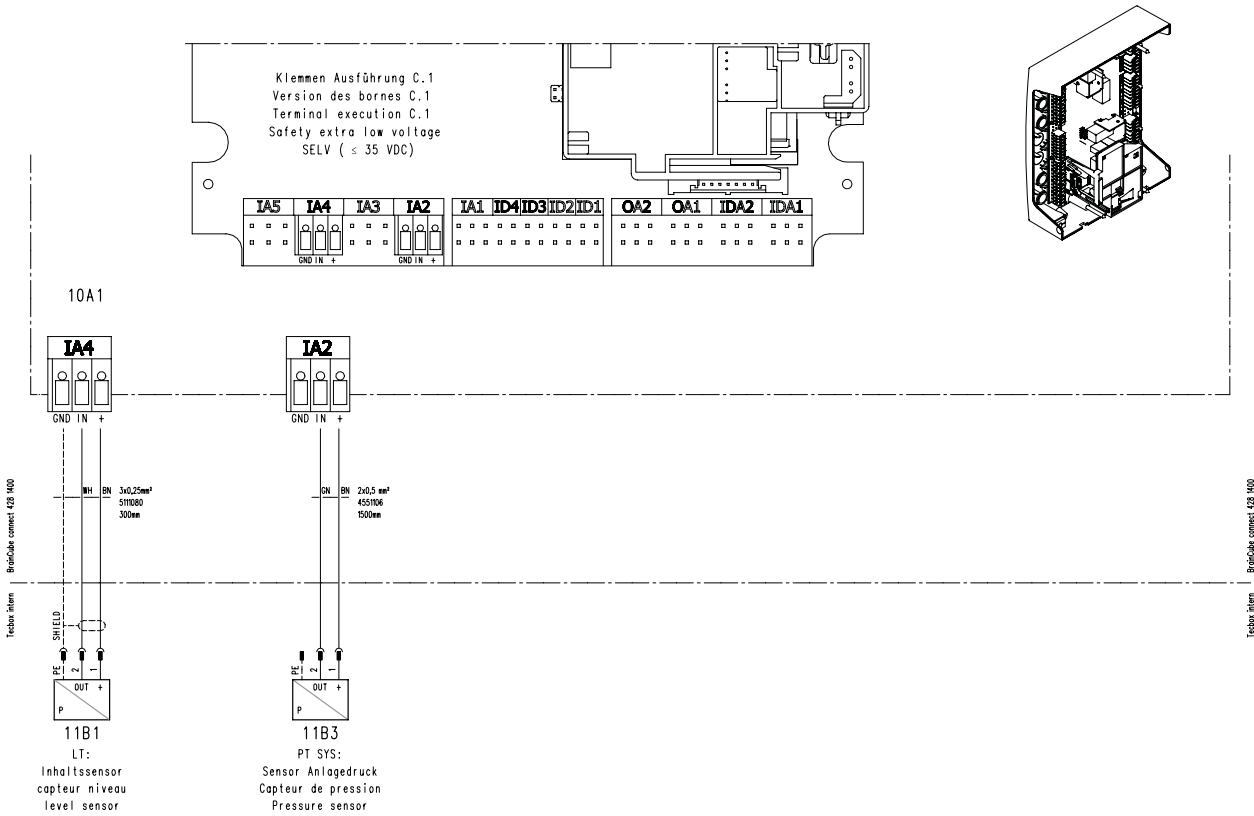 Klemmen Ausführung C.1
Version des bornes C.1
Terminal execution C.1
Safety extra low voltage
SELV ( ≤ 35 VDC)
IA5 IA4 IA3 IA2 IA1 ID4 ID3 ID2 ID1 OA2 OA1 IDA2 IDA1
GND IN + GND IN +
10A1
IA4 IA2
GND IN + GND IN +
WH BN 3x0,25mm²
5111080
300mm
GN BN 2x0,5 mm²
4551106
1500mm
BrainCube connect 428 1400
BrainCube connect 428 1400
Tecbox intern
Tecbox intern
SHIELD
PE 2 1
PE 2 1
OUT +
P
OUT +
P
11B1
LT:
Inhaltssensor
capteur niveau
level sensor
11B3
PT SYS:
Sensor Anlagedruck
Capteur de pression
Pressure sensor